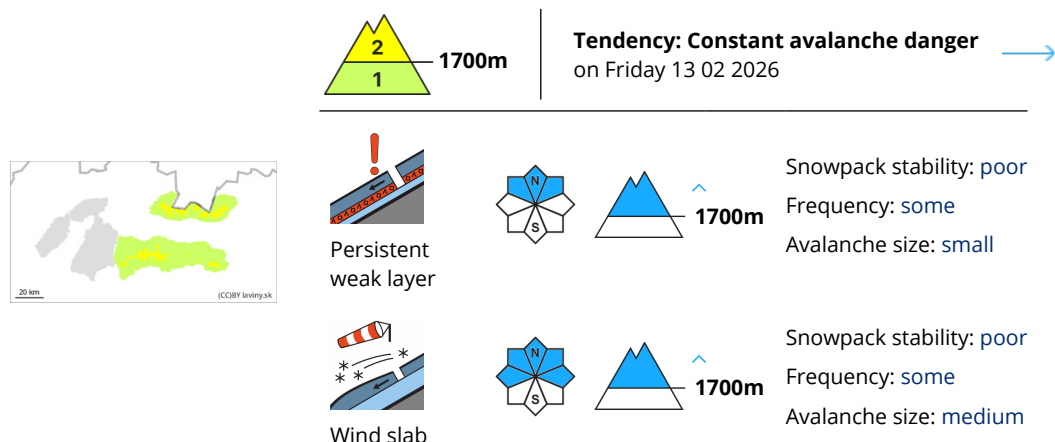 2
1
1700m
Tendency: Constant avalanche danger
on Friday 13 02 2026
20 km
(CC)BY laviny.sk
Persistent
weak layer
N
S
1700m
Snowpack stability: poor
Frequency: some
Avalanche size: small
Wind slab
N
S
1700m
Snowpack stability: poor
Frequency: some
Avalanche size: medium